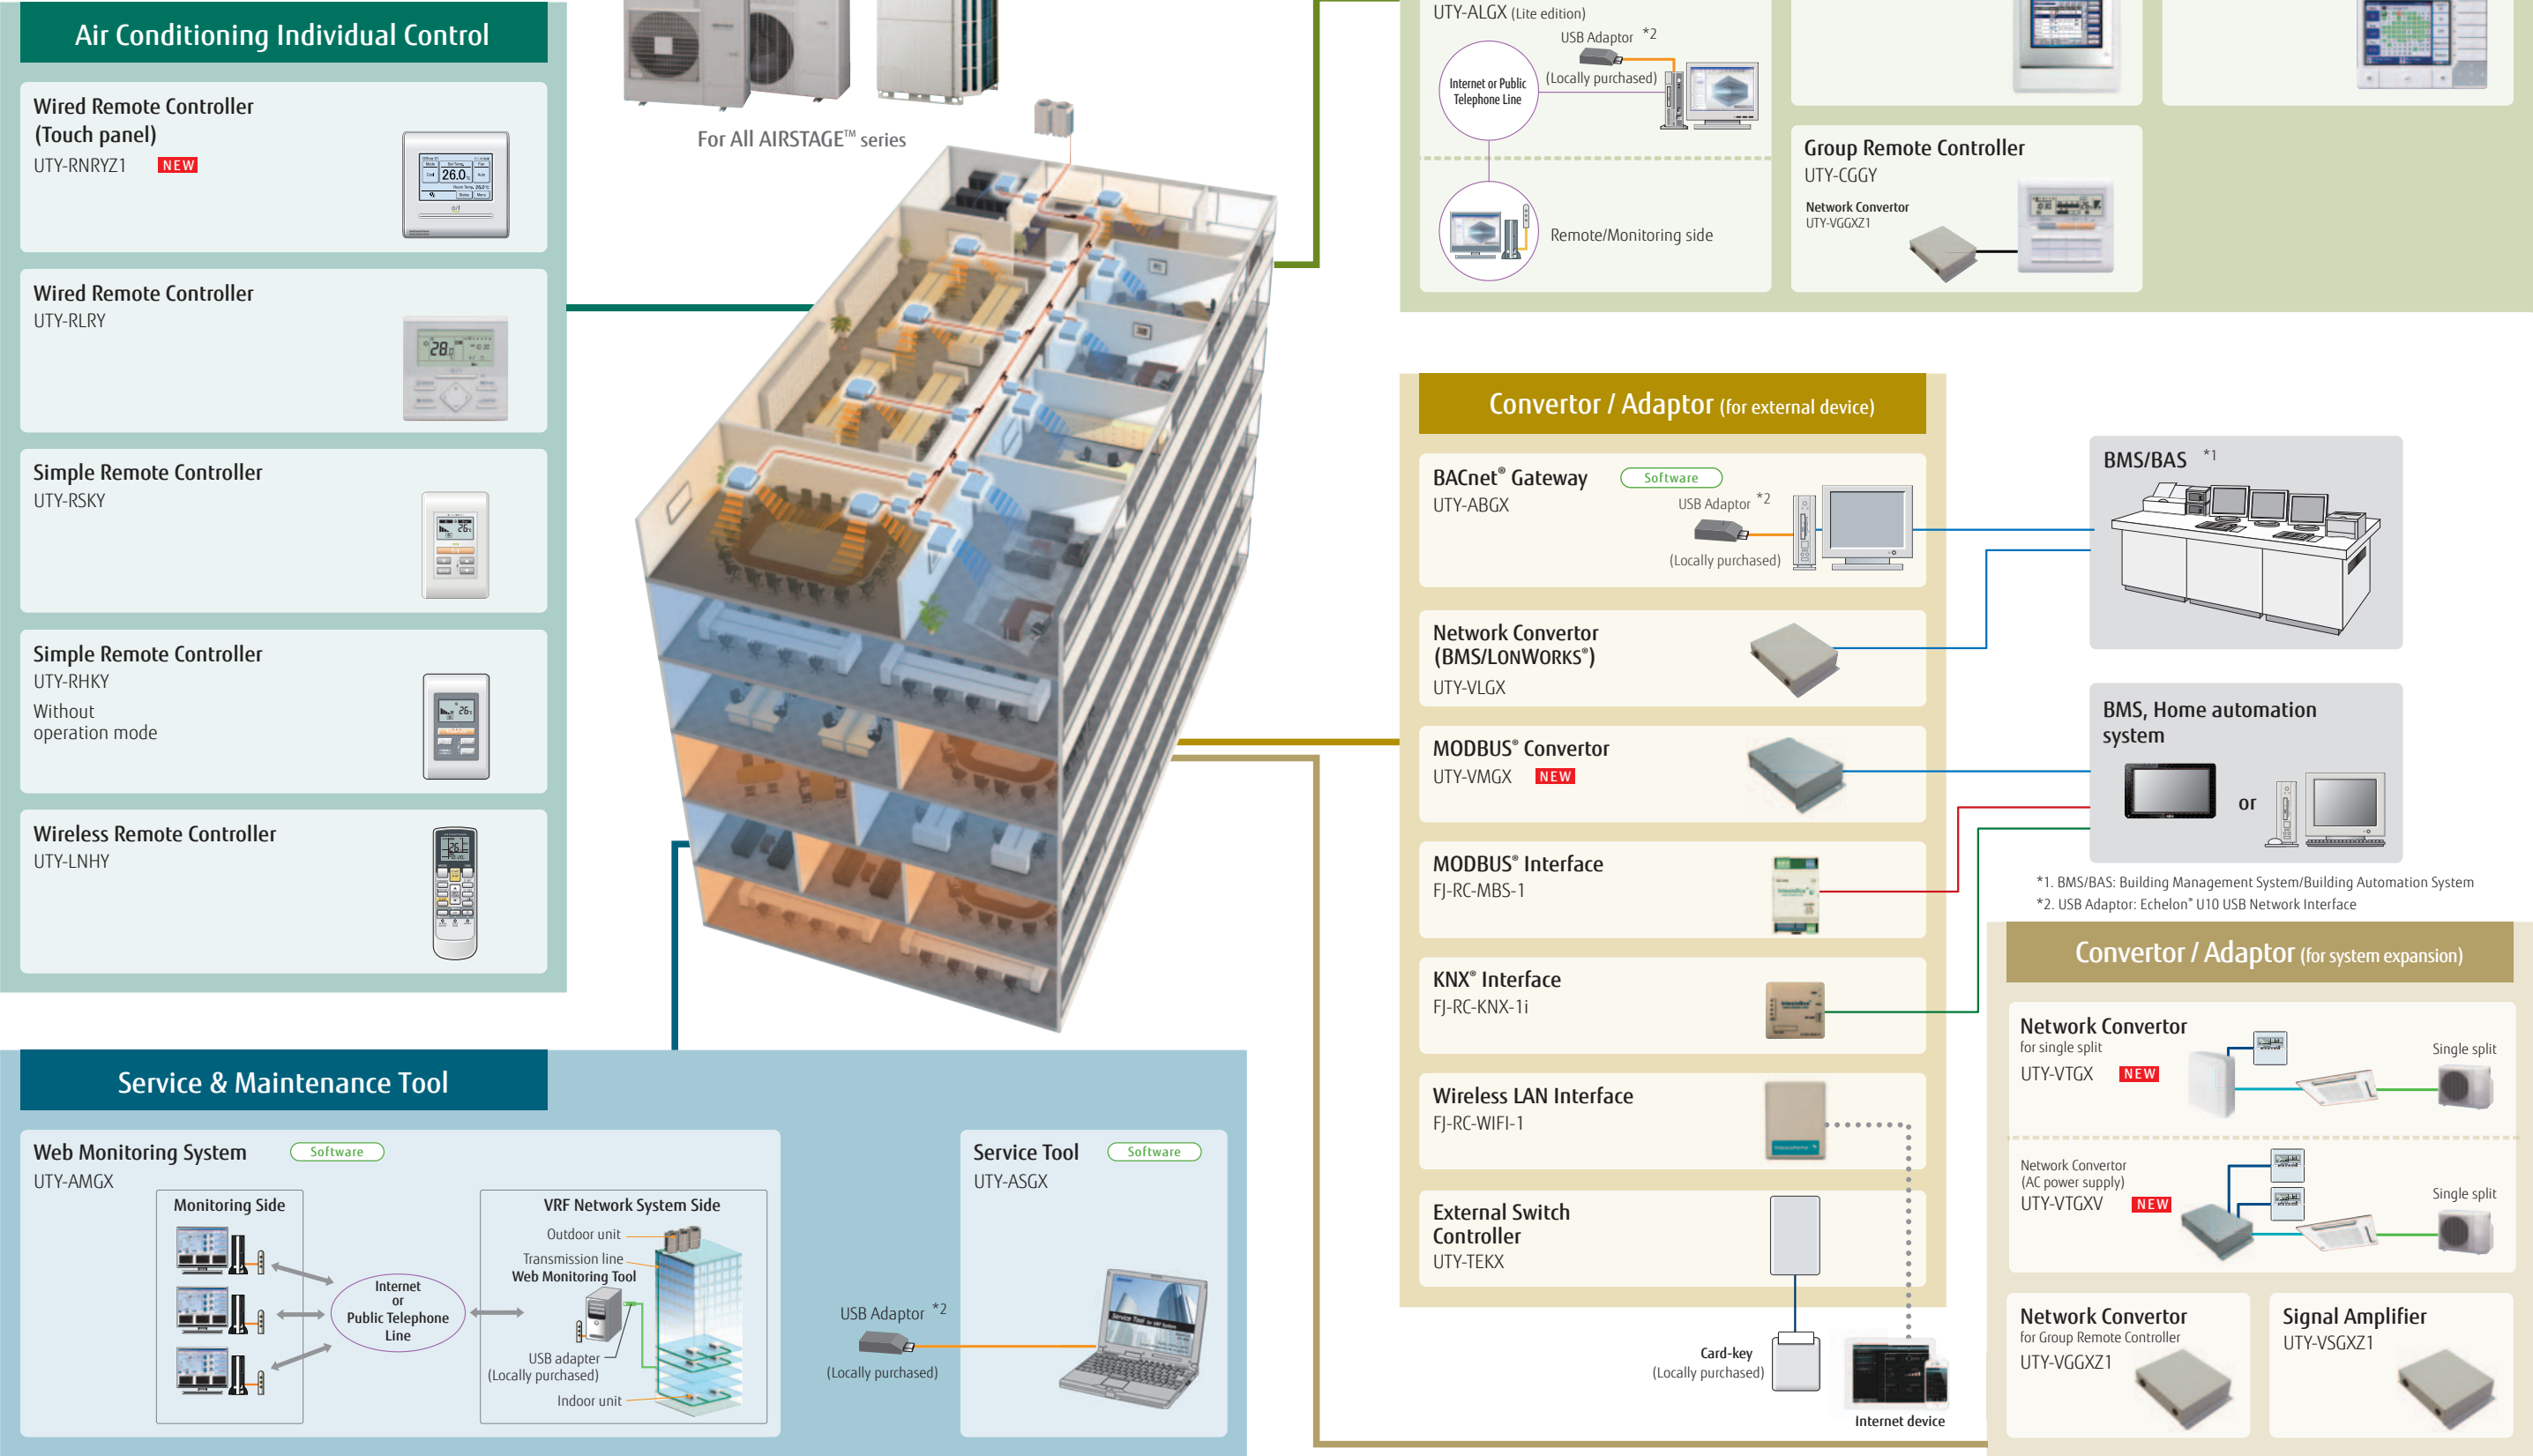 Air Conditioning Individual Control
Wired Remote Controller
(Touch panel)
UTY-RNRYZ1 NEW
Wired Remote Controller
UTY-RLRY
Simple Remote Controller
UTY-RSKY
Simple Remote Controller
UTY-RHKY
Without
operation mode
Wireless Remote Controller
UTY-LNHY
For All AIRSTAGE™ series
UTY-ALGX (Lite edition)
USB Adaptor *2
(Locally purchased)
Internet or Public
Telephone Line
Remote/Monitoring side
Group Remote Controller
UTY-CGGY
Network Convertor
UTY-VGGXZ1
Convertor / Adaptor (for external device)
BACnet® Gateway Software
UTY-ABGX
USB Adaptor *2
(Locally purchased)
Network Convertor
(BMS/LONWORKS®)
UTY-VLGX
MODBUS® Convertor
UTY-VMGX NEW
MODBUS® Interface
FJ-RC-MBS-1
KNX® Interface
FJ-RC-KNX-1i
Wireless LAN Interface
FJ-RC-WIFI-1
External Switch
Controller
UTY-TEKX
Card-key
(Locally purchased)
Internet device
BMS/BAS *1
BMS, Home automation
system
or
*1. BMS/BAS: Building Management System/Building Automation System
*2. USB Adaptor: Echelon® U10 USB Network Interface
Convertor / Adaptor (for system expansion)
Network Convertor
for single split
UTY-VTGX NEW
Single split
Network Convertor
(AC power supply)
UTY-VTGXV NEW
Single split
Network Convertor
for Group Remote Controller
UTY-VGGXZ1
Signal Amplifier
UTY-VSGXZ1
Service & Maintenance Tool
Web Monitoring System Software
UTY-AMGX
Monitoring Side
Internet
or
Public Telephone
Line
VRF Network System Side
Outdoor unit
Transmission line
Web Monitoring Tool
USB adapter
(Locally purchased)
Indoor unit
USB Adaptor *2
(Locally purchased)
Service Tool Software
UTY-ASGX